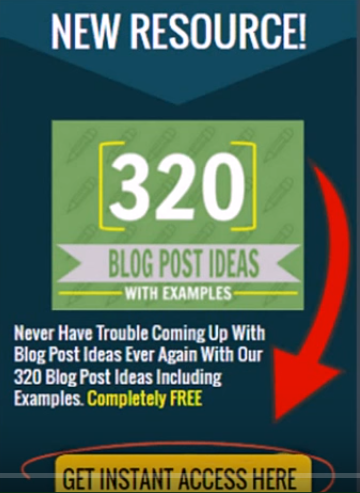 NEW RESOURCE!
320
BLOG POST IDEAS
WITH EXAMPLES
Never Have Trouble Coming Up With
Blog Post Ideas Ever Again With Our
320 Blog Post Ideas Including
Examples. Completely FREE
GET INSTANT ACCESS HERE